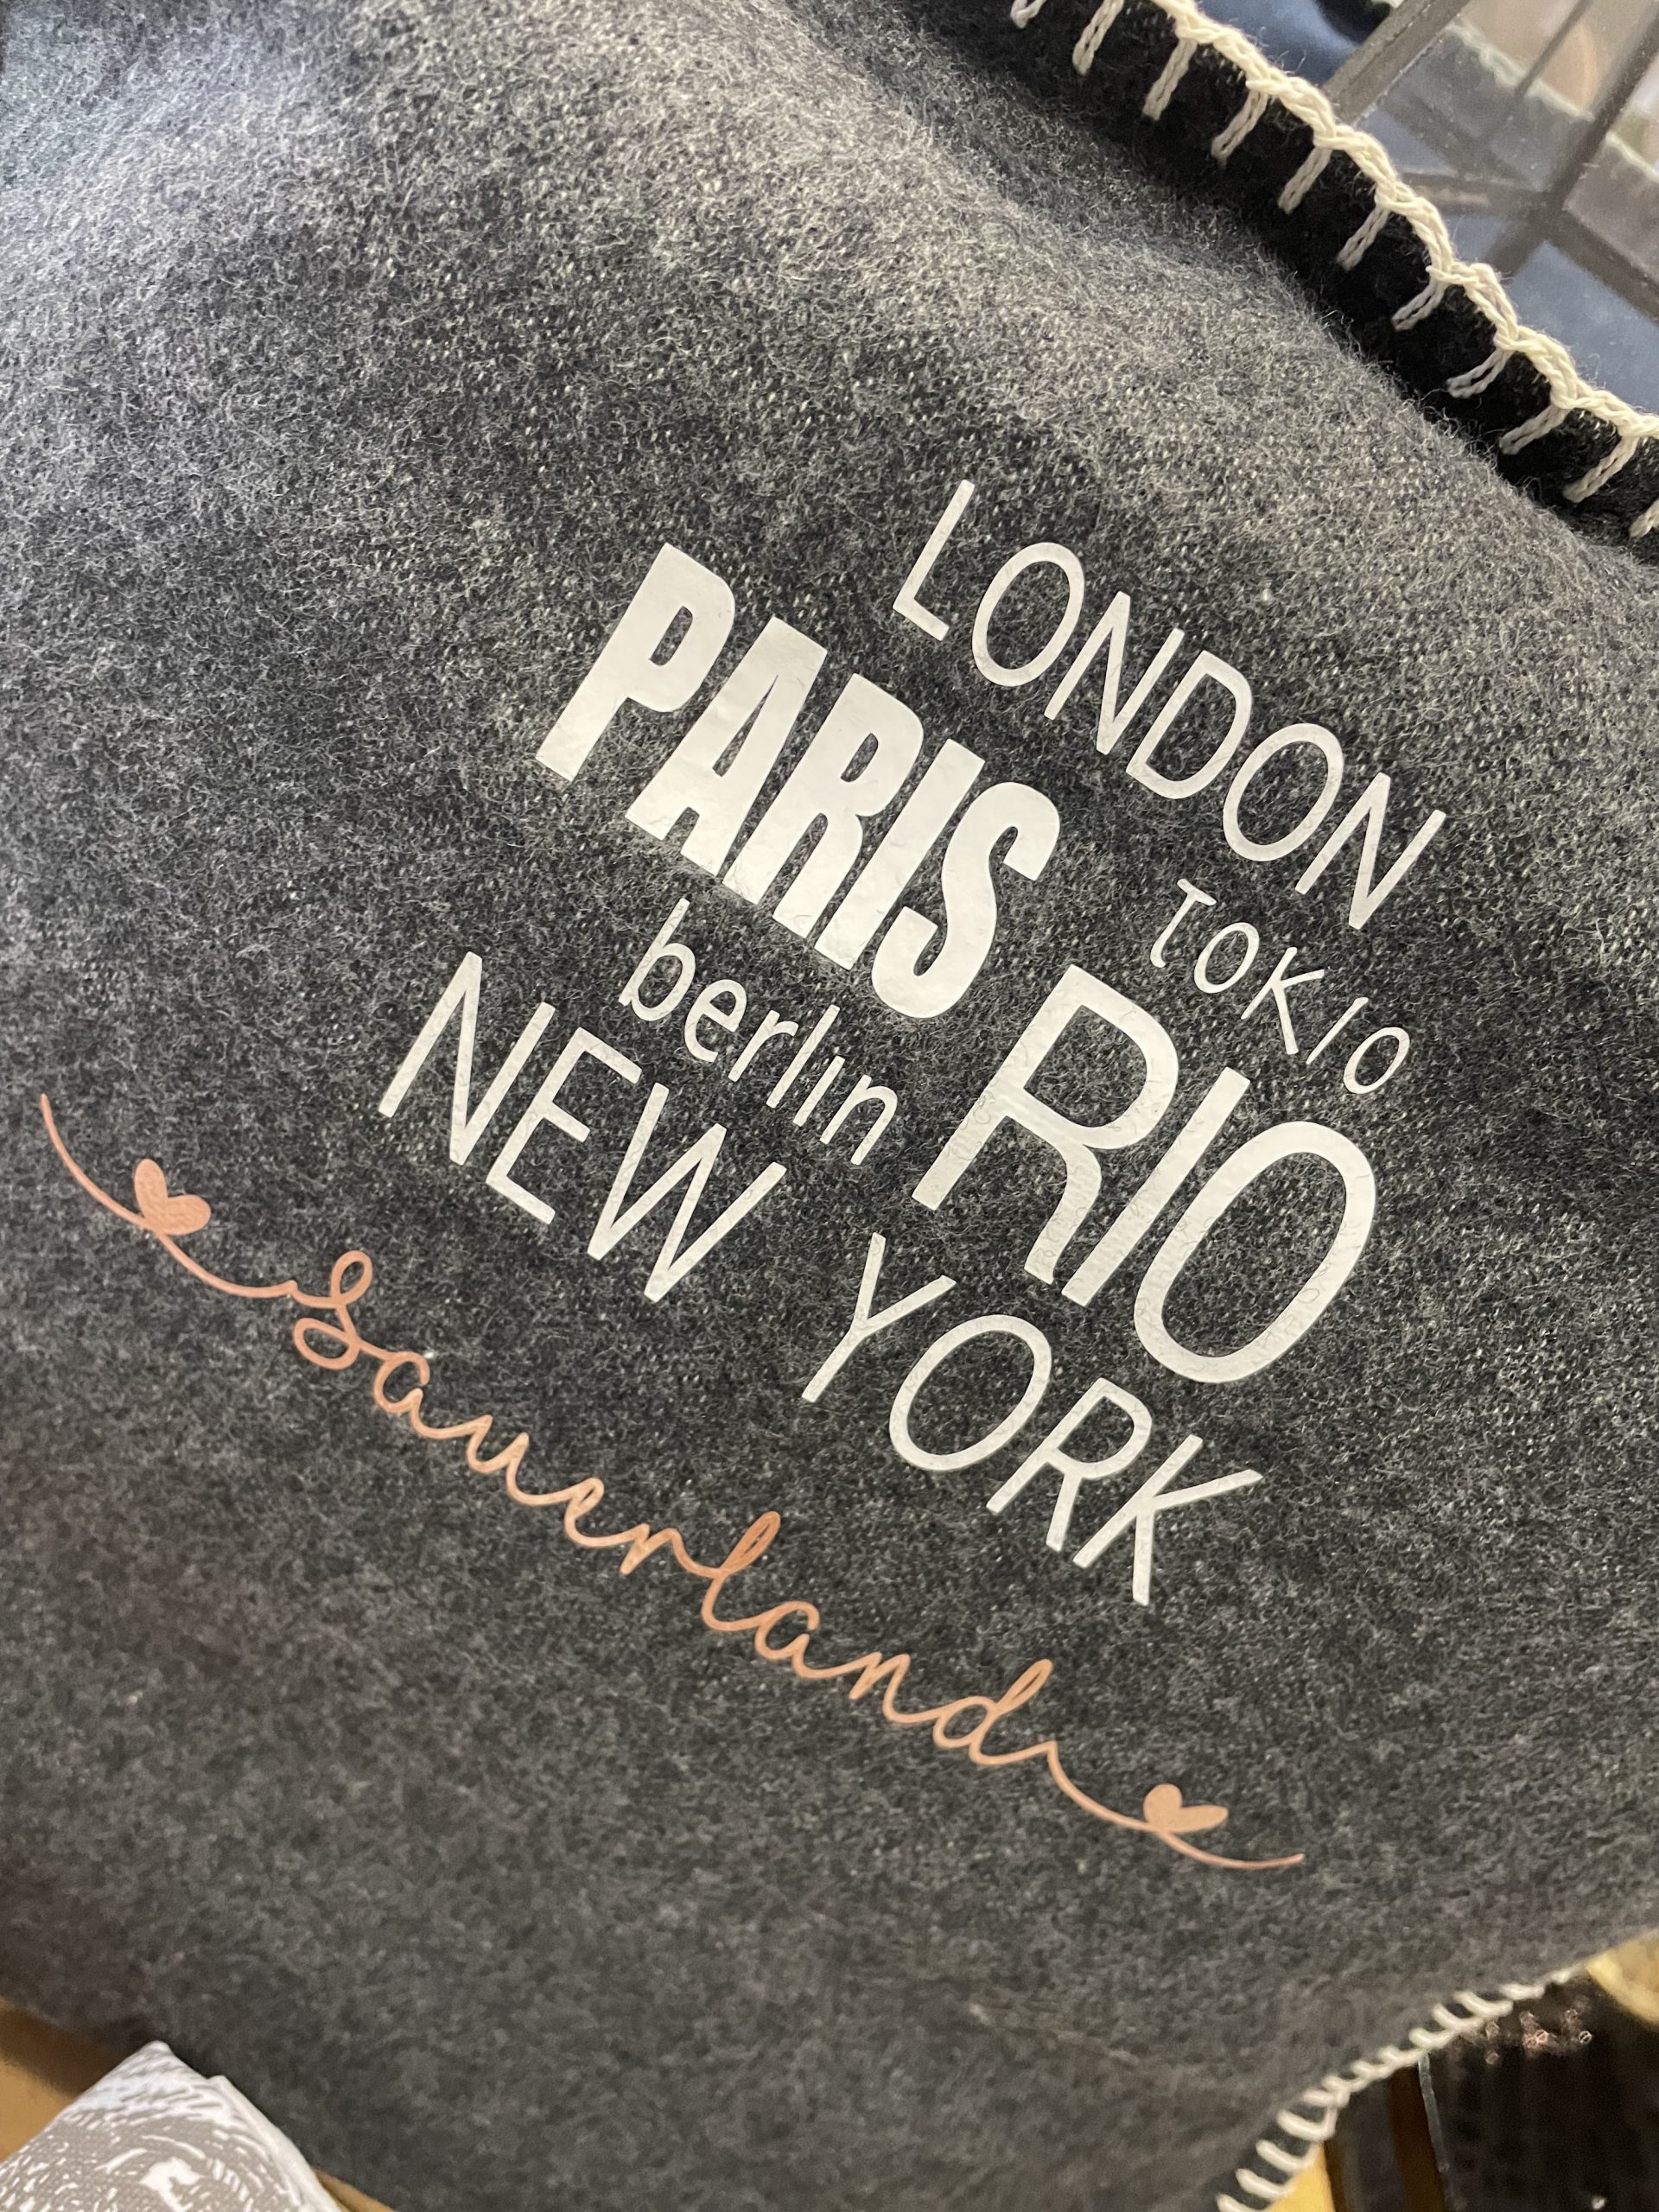 LONDON
PARIS TOKIO
berlin RIO
NEW YORK
sauerland